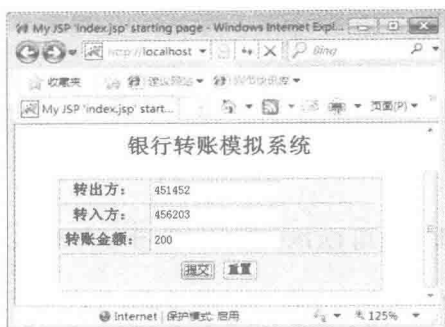 My JSP 'index.jsp' starting page - Windows Internet Expl...
http://localhost
Bing
收藏夹
My JSP 'index.jsp' start...
页面(P)
银行转账模拟系统
转出方: 451452
转入方: 456203
转账金额: 200
提交 重置
Internet | 保护模式: 启用
125%